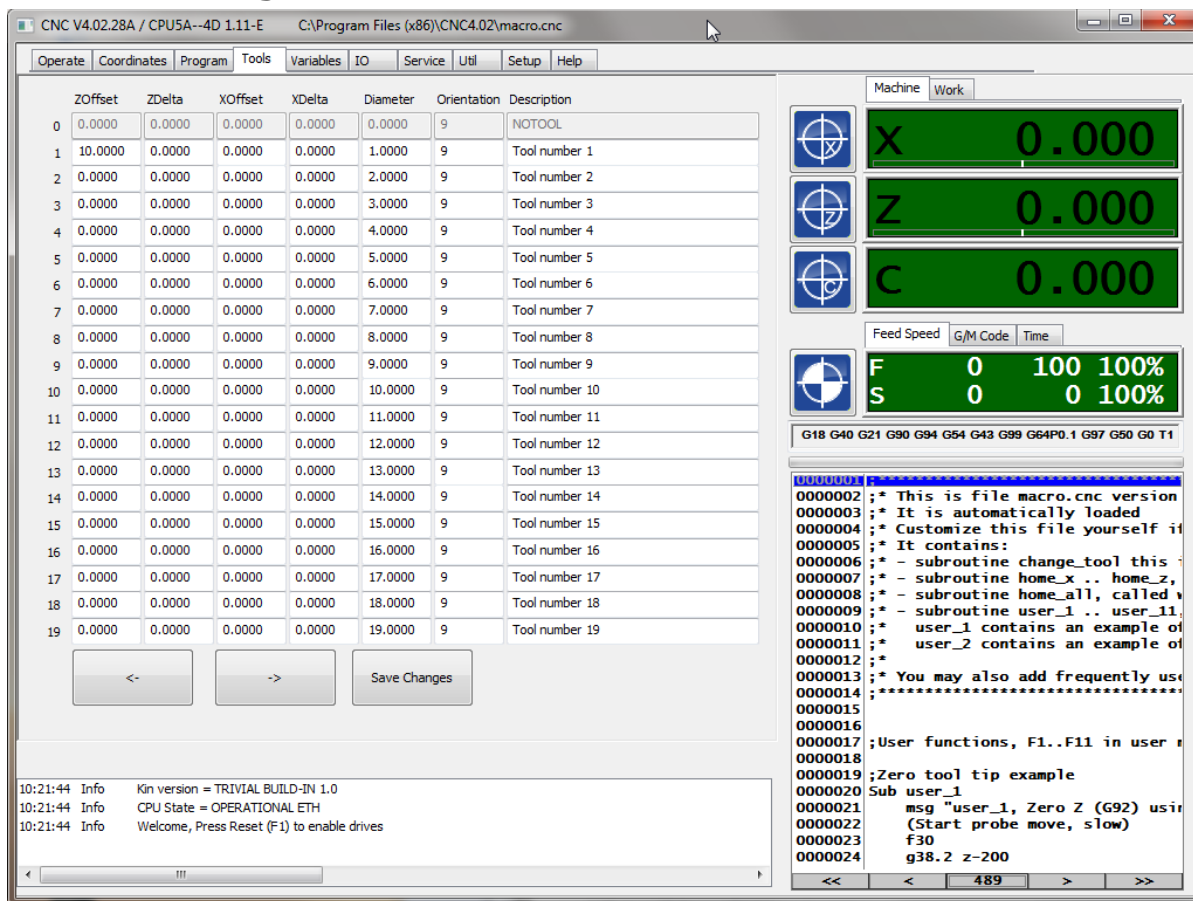 CNC V4.02.28A / CPU5A--4D 1.11-E C:\Program Files (x86)\CNC4.02\macro.cnc
Operate Coordinates Program Tools Variables IO Service Util Setup Help
ZOffset ZDelta XOffset XDelta Diameter Orientation Description
0 0.0000 0.0000 0.0000 0.0000 0.0000 9 NOTOOL
1 10.0000 0.0000 0.0000 0.0000 1.0000 9 Tool number 1
2 0.0000 0.0000 0.0000 0.0000 2.0000 9 Tool number 2
3 0.0000 0.0000 0.0000 0.0000 3.0000 9 Tool number 3
4 0.0000 0.0000 0.0000 0.0000 4.0000 9 Tool number 4
5 0.0000 0.0000 0.0000 0.0000 5.0000 9 Tool number 5
6 0.0000 0.0000 0.0000 0.0000 6.0000 9 Tool number 6
7 0.0000 0.0000 0.0000 0.0000 7.0000 9 Tool number 7
8 0.0000 0.0000 0.0000 0.0000 8.0000 9 Tool number 8
9 0.0000 0.0000 0.0000 0.0000 9.0000 9 Tool number 9
10 0.0000 0.0000 0.0000 0.0000 10.0000 9 Tool number 10
11 0.0000 0.0000 0.0000 0.0000 11.0000 9 Tool number 11
12 0.0000 0.0000 0.0000 0.0000 12.0000 9 Tool number 12
13 0.0000 0.0000 0.0000 0.0000 13.0000 9 Tool number 13
14 0.0000 0.0000 0.0000 0.0000 14.0000 9 Tool number 14
15 0.0000 0.0000 0.0000 0.0000 15.0000 9 Tool number 15
16 0.0000 0.0000 0.0000 0.0000 16.0000 9 Tool number 16
17 0.0000 0.0000 0.0000 0.0000 17.0000 9 Tool number 17
18 0.0000 0.0000 0.0000 0.0000 18.0000 9 Tool number 18
19 0.0000 0.0000 0.0000 0.0000 19.0000 9 Tool number 19
<- -> Save Changes
10:21:44 Info Kin version = TRIVIAL BUILD-IN 1.0
10:21:44 Info CPU State = OPERATIONAL ETH
10:21:44 Info Welcome, Press Reset (F1) to enable drives
Machine Work
X X 0.000
Z Z 0.000
C C 0.000
Feed Speed G/M Code Time
F 0 100 100%
S 0 0 100%
G18 G40 G21 G90 G94 G54 G43 G99 G64P0.1 G97 G50 G0 T1
0000001 ;**********************************
0000002 ;* This is file macro.cnc version
0000003 ;* It is automatically loaded
0000004 ;* Customize this file yourself if
0000005 ;* It contains:
0000006 ;* - subroutine change_tool this
0000007 ;* - subroutine home_x .. home_z,
0000008 ;* - subroutine home_all, called
0000009 ;* - subroutine user_1 .. user_11,
0000010 ;* user_1 contains an example of
0000011 ;* user_2 contains an example of
0000012 ;*
0000013 ;* You may also add frequently use
0000014 ;**********************************
0000015
0000016
0000017 ;User functions, F1..F11 in user
0000018
0000019 ;Zero tool tip example
0000020 Sub user_1
0000021 msg "user_1, Zero Z (G92) usin
0000022 (Start probe move, slow)
0000023 f30
0000024 g38.2 z-200
<< < 489 > >>